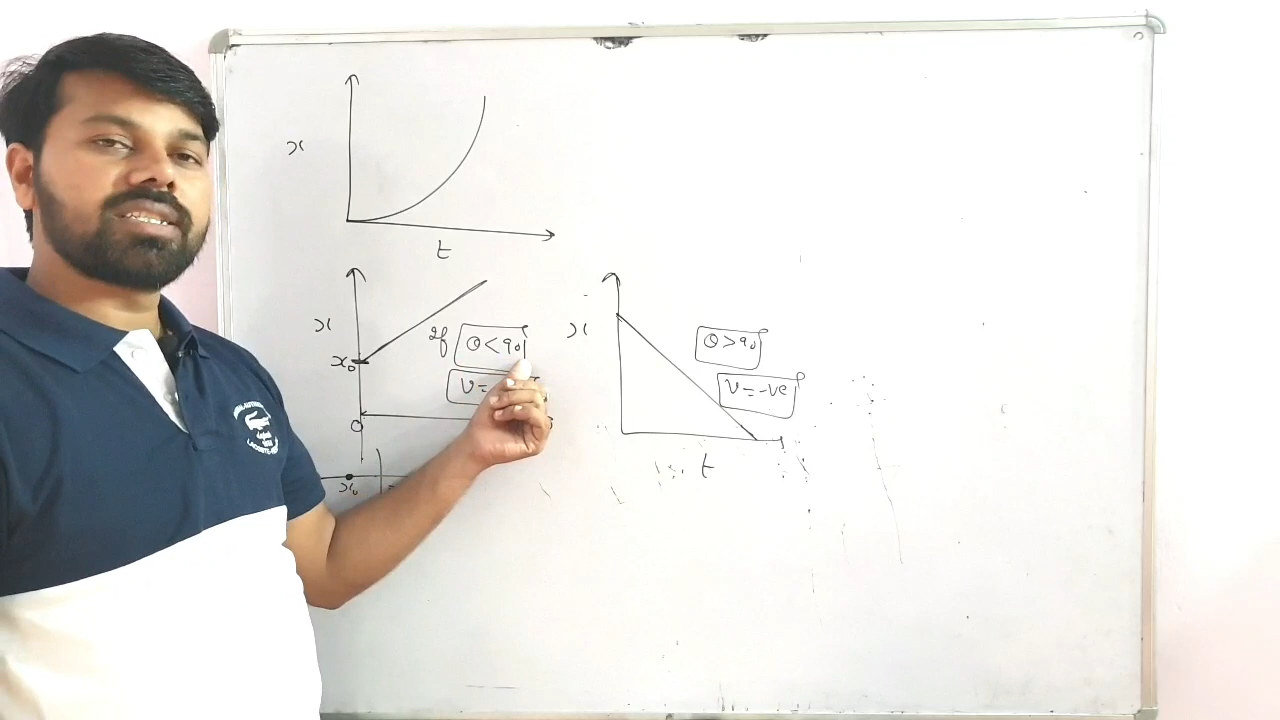 x
t
x
x₀
If θ < 90°
v =
0
x₀
x
θ > 90°
v = -ve
t